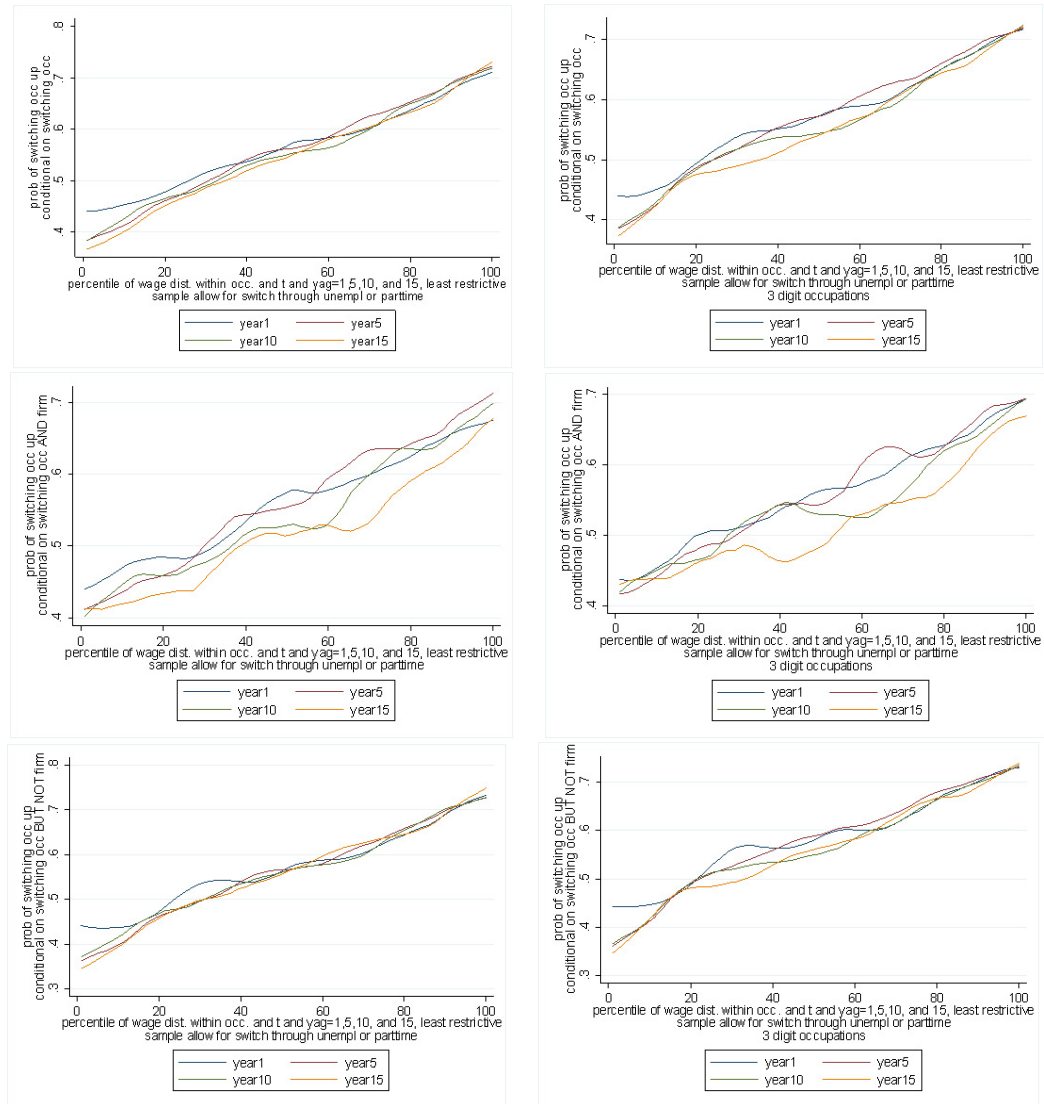 prob of switching occ up
conditional on switching occ
.8
.7
.6
.5
.4
0 20 40 60 80 100
percentile of wage dist. within occ. and t and yag=1,5,10, and 15, least restrictive
sample allow for switch through unempl or parttime
year1 year5
year10 year15
prob of switching occ up
conditional on switching occ
.7
.6
.5
.4
0 20 40 60 80 100
percentile of wage dist. within occ. and t and yag=1,5,10, and 15, least restrictive
sample allow for switch through unempl or parttime
3 digit occupations
year1 year5
year10 year15
prob of switching occ up
conditional on switching occ AND firm
.7
.6
.5
.4
0 20 40 60 80 100
percentile of wage dist. within occ. and t and yag=1,5,10, and 15, least restrictive
sample allow for switch through unempl or parttime
year1 year5
year10 year15
prob of switching occ up
conditional on switching occ AND firm
.7
.6
.5
.4
0 20 40 60 80 100
percentile of wage dist. within occ. and t and yag=1,5,10, and 15, least restrictive
sample allow for switch through unempl or parttime
3 digit occupations
year1 year5
year10 year15
prob of switching occ up
conditional on switching occ BUT NOT firm
.8
.7
.6
.5
.4
.3
0 20 40 60 80 100
percentile of wage dist. within occ. and t and yag=1,5,10, and 15, least restrictive
sample allow for switch through unempl or parttime
year1 year5
year10 year15
prob of switching occ up
conditional on switching occ BUT NOT firm
.7
.6
.5
.4
.3
0 20 40 60 80 100
percentile of wage dist. within occ. and t and yag=1,5,10, and 15, least restrictive
sample allow for switch through unempl or parttime
3 digit occupations
year1 year5
year10 year15